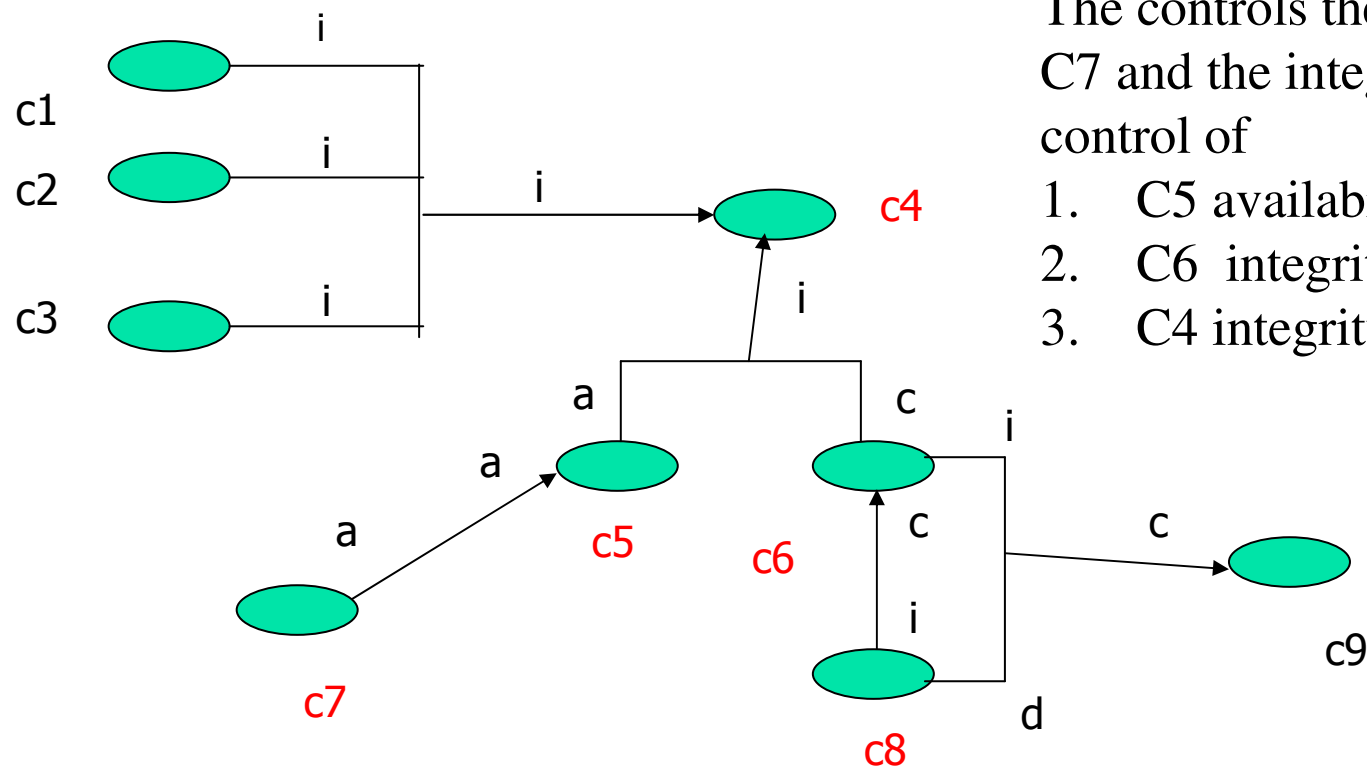 i
The controls the
C7 and the integ
control of
1. C5 availab
2. C6 integrit
3. C4 integrit
c1
i
c2
i
c4
c3
i
i
a
c
i
a
a
c5
c6
c
c
i
c7
c9
d
c8